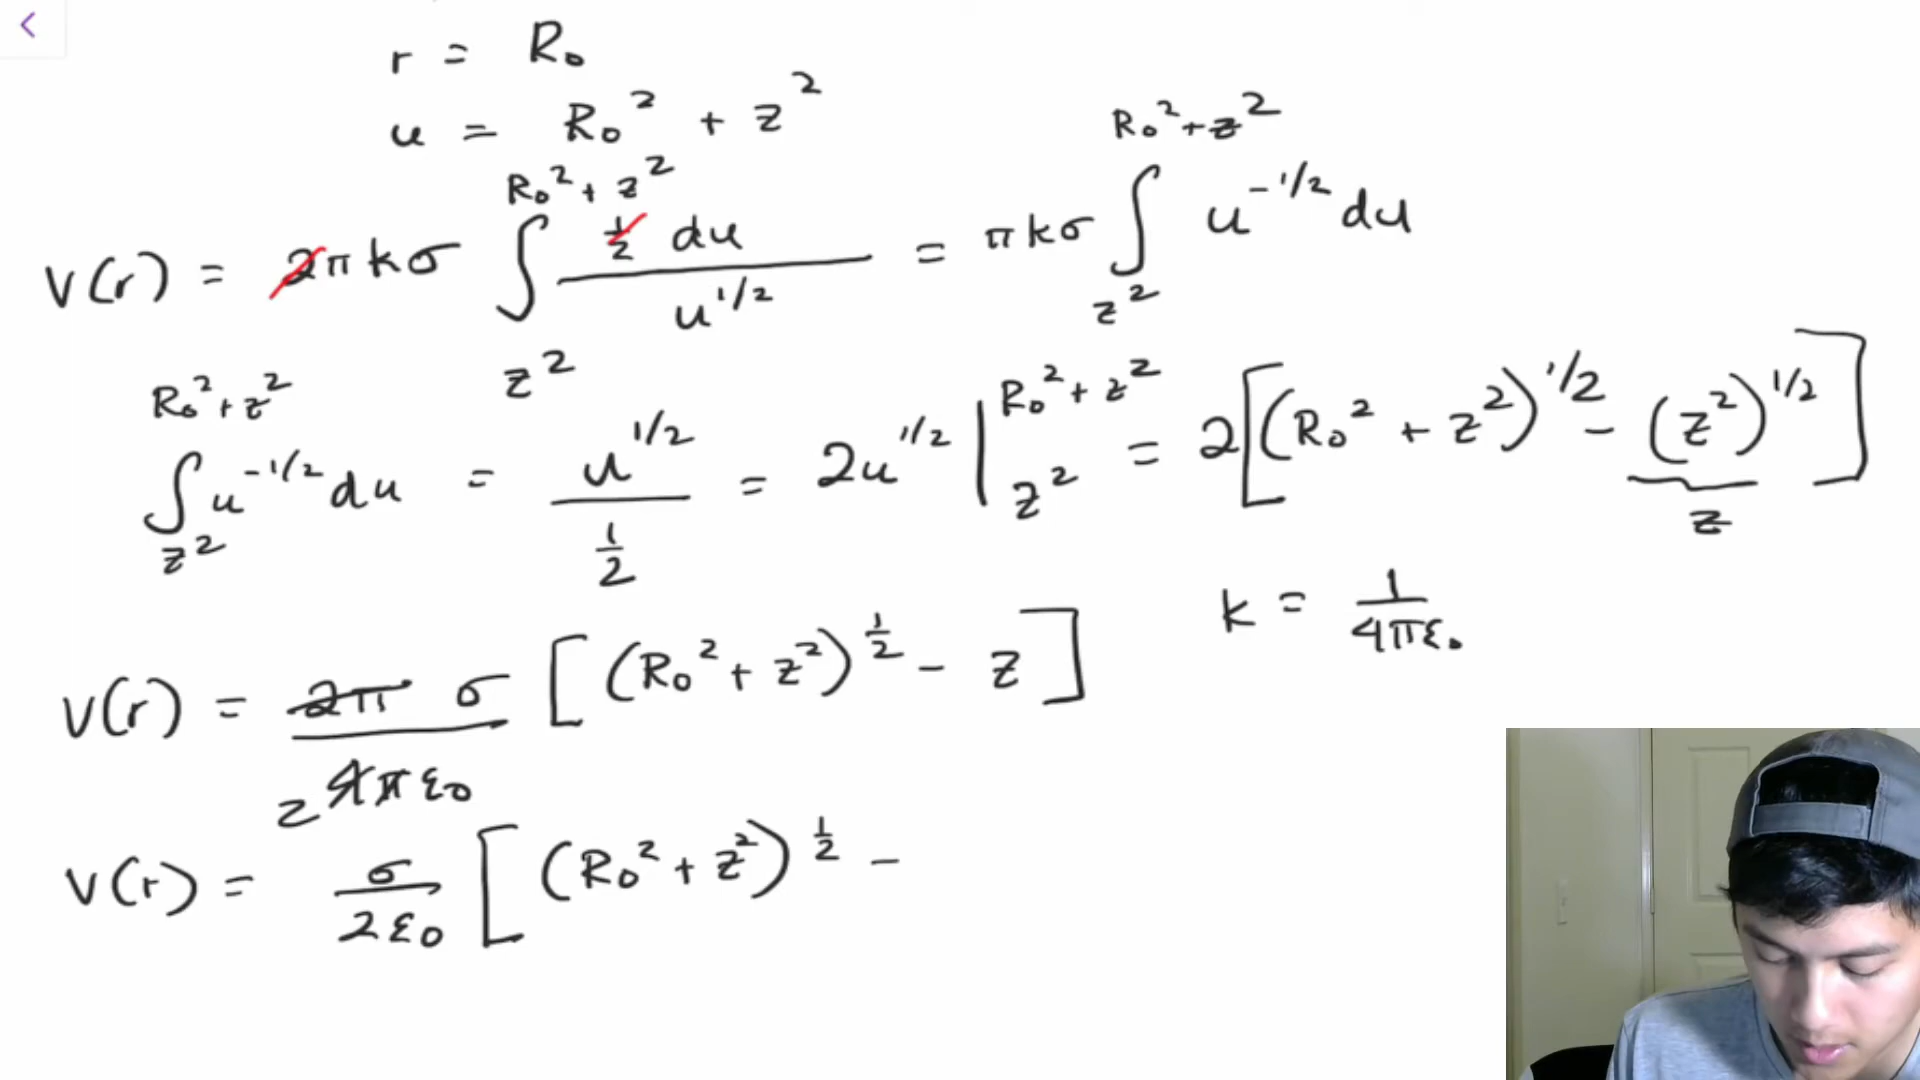 r = R₀
u = R₀² + z²
V(r) = 2πkσ ∫_{z²}^{R₀²+z²} ½ du / u^{1/2} = πkσ ∫_{z²}^{R₀²+z²} u^{-1/2} du
∫_{z²}^{R₀²+z²} u^{-1/2} du = u^{1/2} / ½ = 2u^{1/2} |_{z²}^{R₀²+z²} = 2[(R₀² + z²)^{1/2} - (z²)^{1/2}]
z
k = 1 / 4πε₀
V(r) = 2π σ / 4πε₀ [(R₀² + z²)^{½} - z]
2
V(r) = σ / 2ε₀ [(R₀² + z²)^{½} -